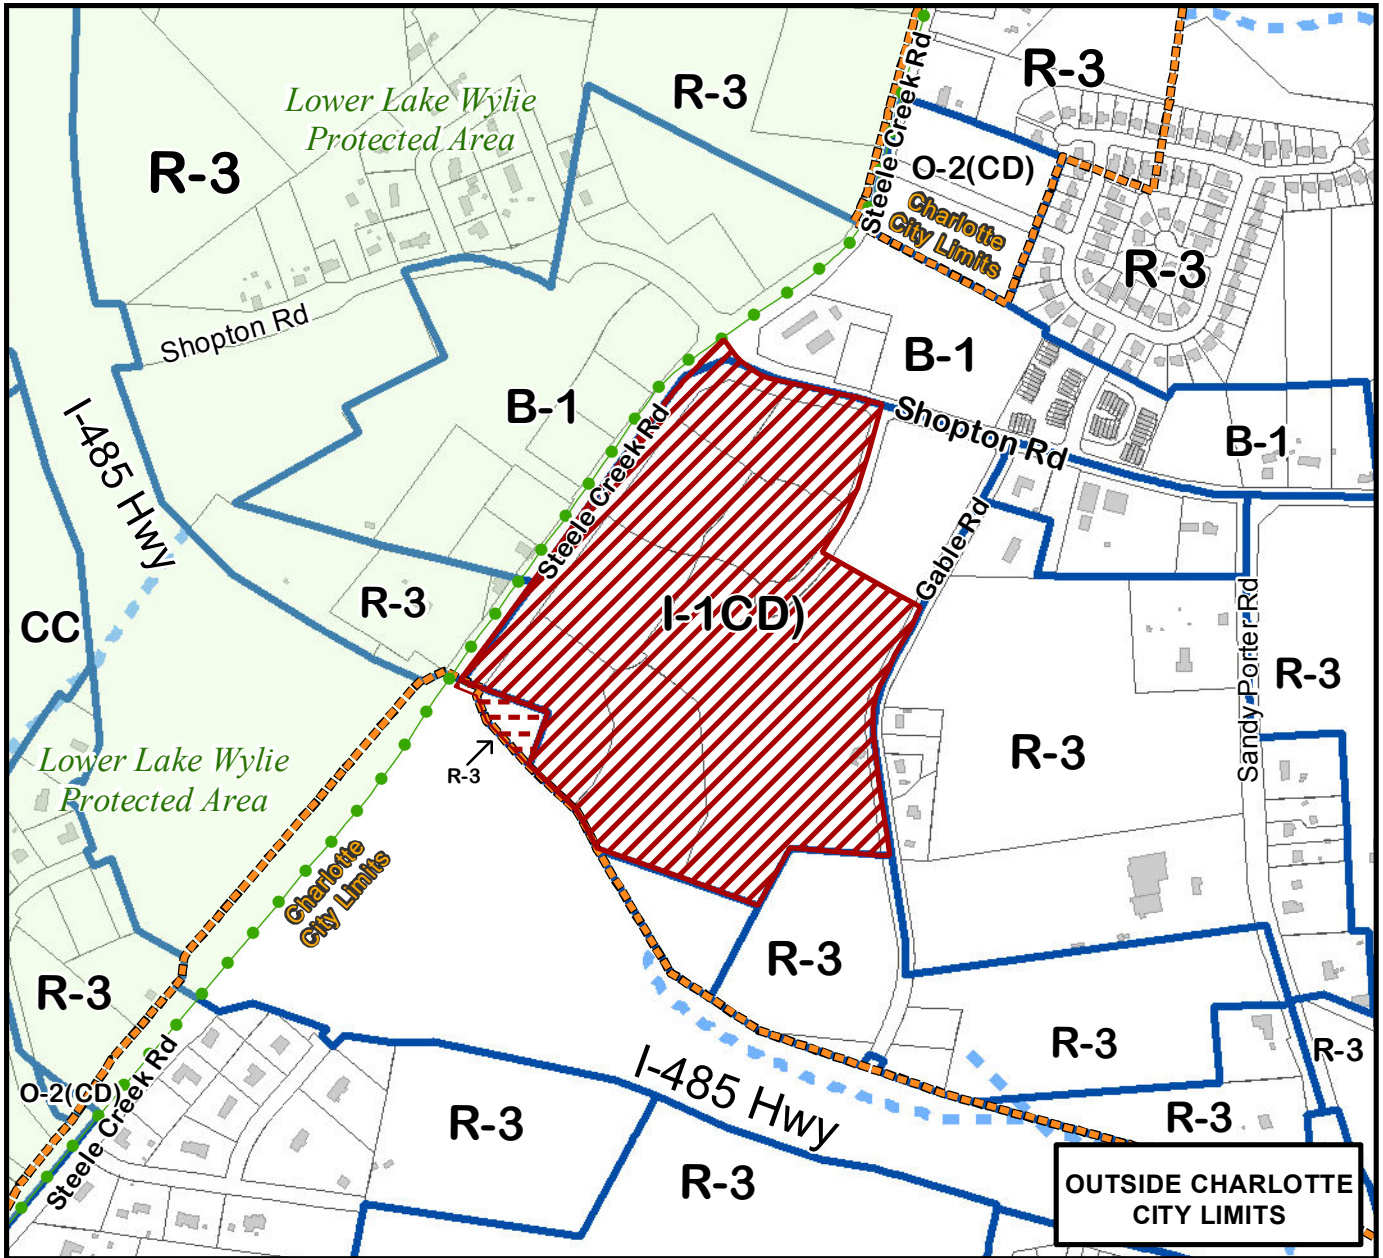 R-3
R-3
Lower Lake Wylie
Protected Area
R-3
Steele Creek Rd
O-2(CD)
Charlotte
City Limits
R-3
Shopton Rd
B-1
B-1
Shopton Rd
B-1
I-485 Hwy
Steele Creek Rd
Gable Rd
R-3
I-1CD)
CC
Sandy Porter Rd
R-3
R-3
R-3
Lower Lake Wylie
Protected Area
Charlotte
City Limits
R-3
R-3
R-3
R-3
I-485 Hwy
O-2(CD)
Steele Creek Rd
R-3
R-3
R-3
OUTSIDE CHARLOTTE
CITY LIMITS